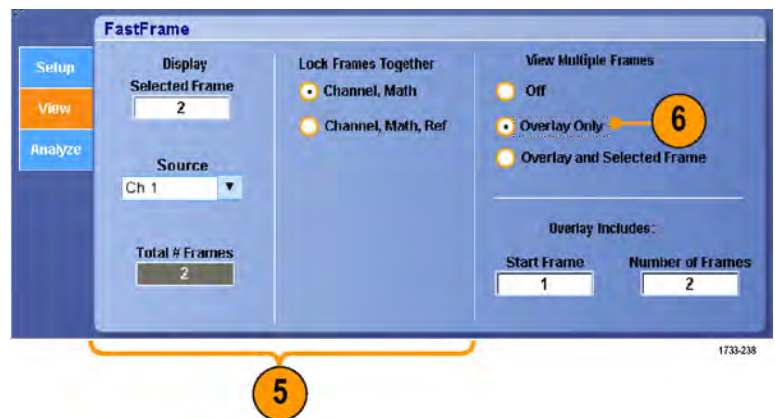 FastFrame
Setup
View
Analyze
Display
Selected Frame
2
Source
Ch 1
Total # Frames
2
Lock Frames Together
Channel, Math
Channel, Math, Ref
View Multiple Frames
Off
Overlay Only
6
Overlay and Selected Frame
Overlay Includes:
Start Frame
1
Number of Frames
2
1733-238
5